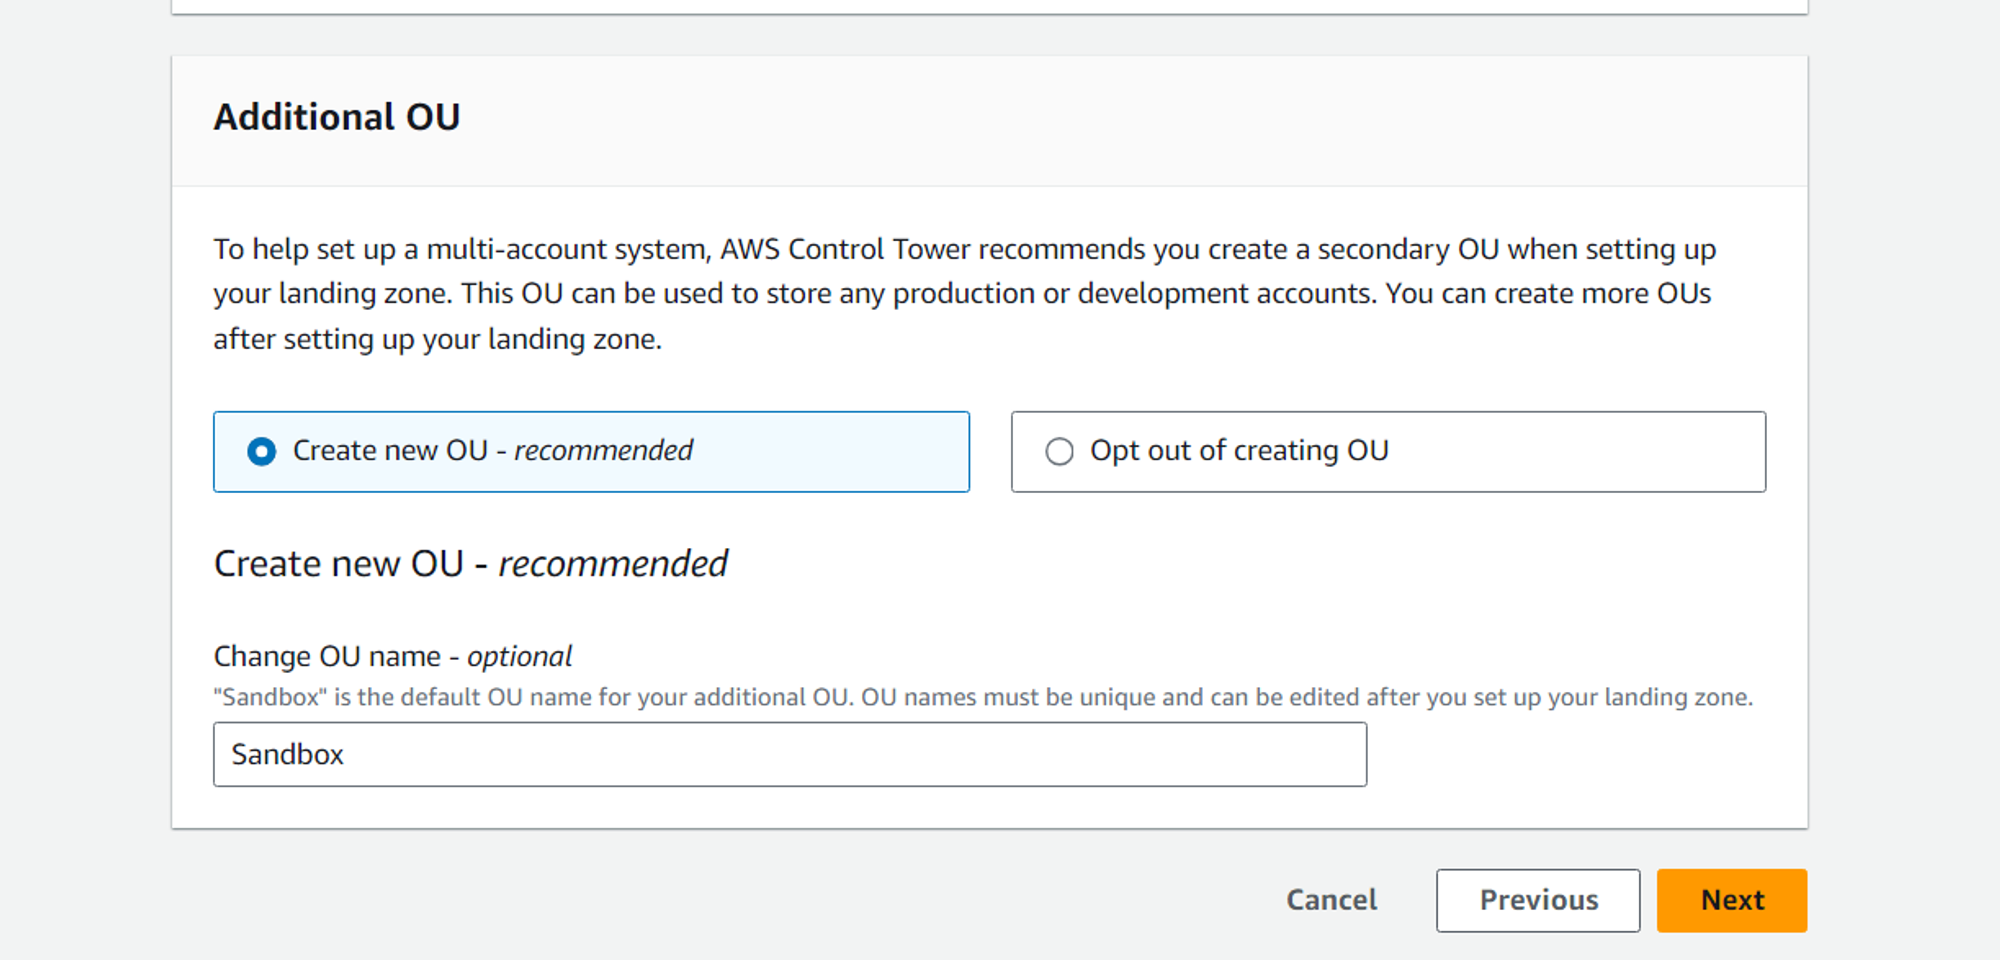 Additional OU
To help set up a multi-account system, AWS Control Tower recommends you create a secondary OU when setting up
your landing zone. This OU can be used to store any production or development accounts. You can create more OUs
after setting up your landing zone.
Create new OU - recommended
Opt out of creating OU
Create new OU - recommended
Change OU name - optional
"Sandbox" is the default OU name for your additional OU. OU names must be unique and can be edited after you set up your landing zone.
Sandbox
Cancel
Previous
Next